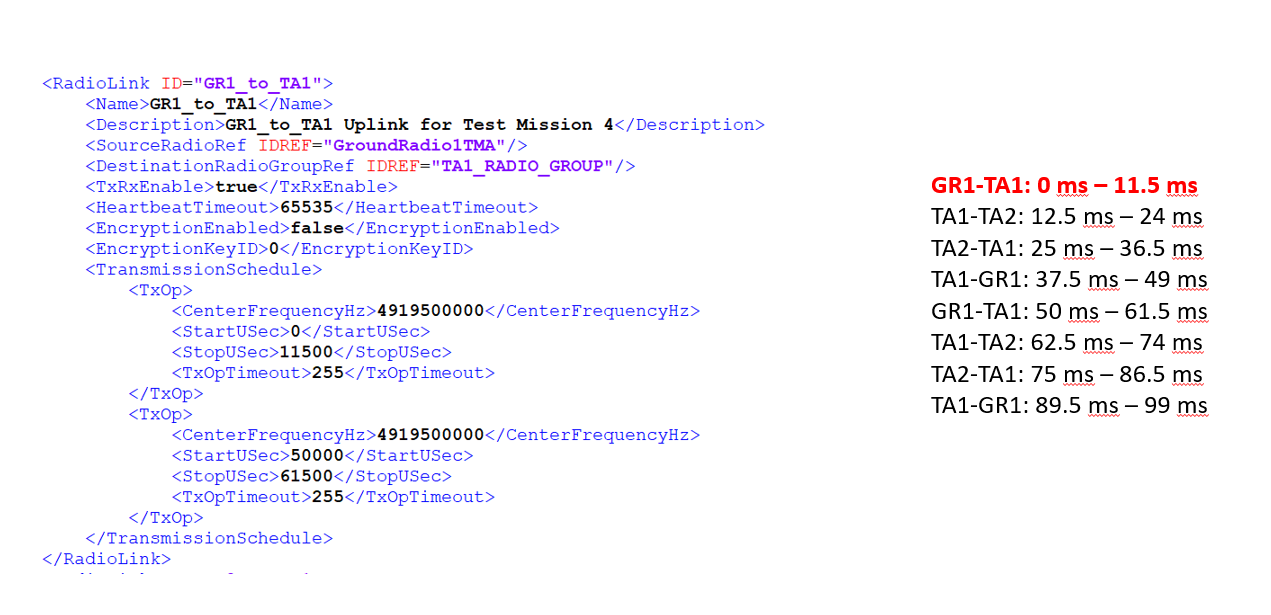 <RadioLink ID="GR1_to_TA1">
<Name>GR1_to_TA1</Name>
<Description>GR1_to_TA1 Uplink for Test Mission 4</Description>
<SourceRadioRef IDREF="GroundRadio1TMA"/>
<DestinationRadioGroupRef IDREF="TA1_RADIO_GROUP"/>
<TxRxEnable>true</TxRxEnable>
<HeartbeatTimeout>65535</HeartbeatTimeout>
<EncryptionEnabled>false</EncryptionEnabled>
<EncryptionKeyID>0</EncryptionKeyID>
<TransmissionSchedule>
<TxOp>
<CenterFrequencyHz>4919500000</CenterFrequencyHz>
<StartUSec>0</StartUSec>
<StopUSec>11500</StopUSec>
<TxOpTimeout>255</TxOpTimeout>
</TxOp>
<TxOp>
<CenterFrequencyHz>4919500000</CenterFrequencyHz>
<StartUSec>50000</StartUSec>
<StopUSec>61500</StopUSec>
<TxOpTimeout>255</TxOpTimeout>
</TxOp>
</TransmissionSchedule>
</RadioLink>
GR1-TA1: 0 ms – 11.5 ms
TA1-TA2: 12.5 ms – 24 ms
TA2-TA1: 25 ms – 36.5 ms
TA1-GR1: 37.5 ms – 49 ms
GR1-TA1: 50 ms – 61.5 ms
TA1-TA2: 62.5 ms – 74 ms
TA2-TA1: 75 ms – 86.5 ms
TA1-GR1: 89.5 ms – 99 ms